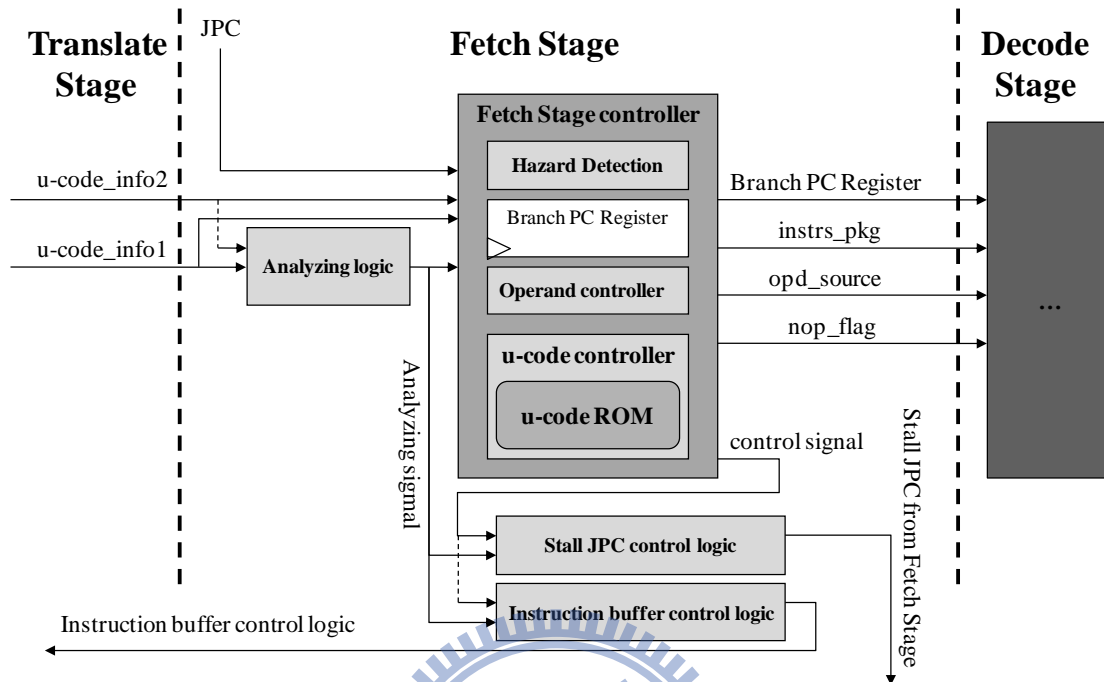 Translate
Stage
JPC
Fetch Stage
Decode
Stage
Fetch Stage controller
Hazard Detection
u-code_info2
Branch PC Register
Branch PC Register
u-code_info1
instrs_pkg
Analyzing logic
Operand controller
opd_source
...
nop_flag
u-code controller
u-code ROM
Analyzing sigmal
control signal
Stall JPC from Fetch Stage
Stall JPC control logic
Instruction buffer control logic
Instruction buffer control logic